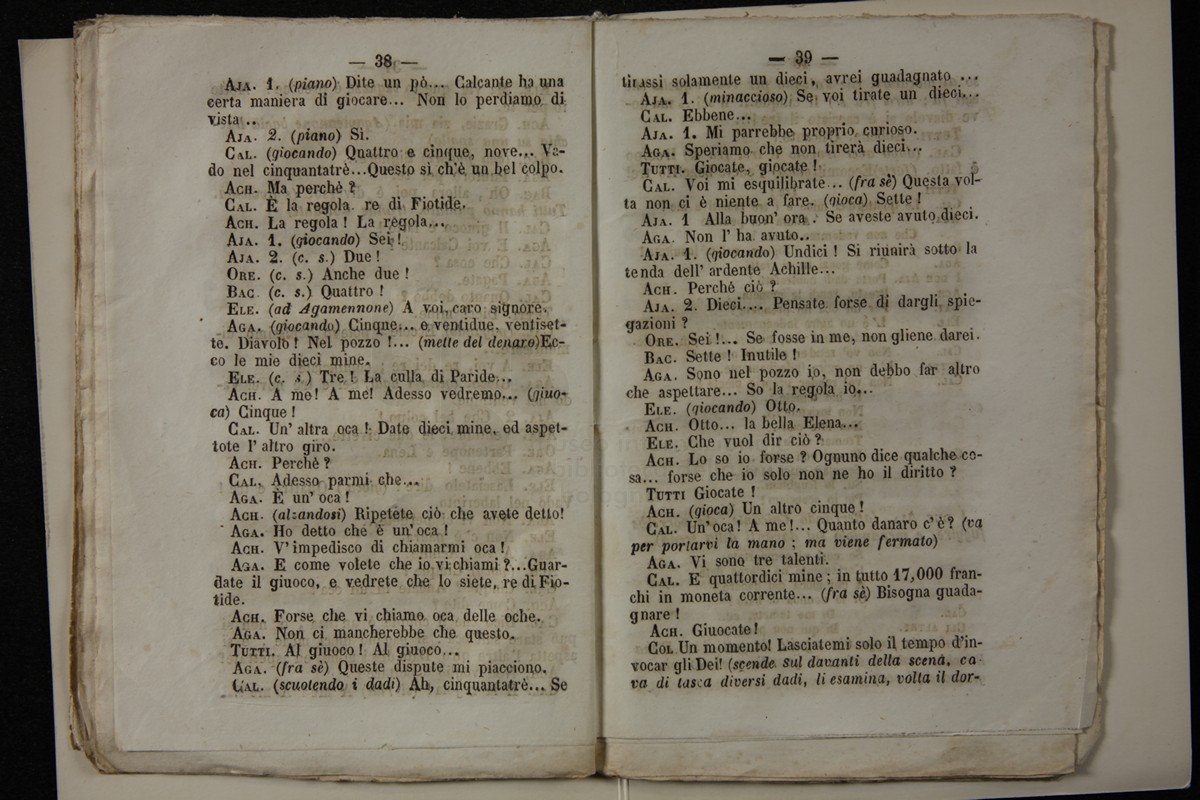 — 38 —
AJA. 1. (piano) Dite un pò... Calcante ha una
certa maniera di giocare... Non lo perdiamo di
vista ..
AJA. 2. (piano) Si.
CAL. (giocando) Quattro e cinque, nove... Va-
do nel cinquantatrè...Questo sì ch'è un bel colpo.
ACH. Ma perchè ?
CAL. È la regola. re di Fiotide.
ACH. La regola ! La regola...
AJA. 1. (giocando) Sei !
AJA. 2. (c. s.) Due !
ORE. (c. s.) Anche due !
BAC. (c. s.) Quattro !
ELE. (ad Agamennone) A voi, caro signore.
AGA. (giocando) Cinque... e ventidue, ventiset-
te. Diavolo ! Nel pozzo !... (mette del denaro)Ec-
co le mie dieci mine.
ELE. (c. s.) Tre ! La culla di Paride...
ACH. A me! A me! Adesso vedremo... (giuo-
ca) Cinque !
CAL. Un' altra oca ! Date dieci mine, ed aspet-
tote l' altro giro.
ACH. Perchè ?
CAL. Adesso parmi che...
AGA. È un' oca !
ACH. (alzandosi) Ripetete ciò che avete detto!
AGA. Ho detto che è un' oca !
ACH. V' impedisco di chiamarmi oca !
AGA. E come volete che io vi chiami ?...Guar-
date il giuoco, e vedrete che lo siete, re di Fio-
tide.
ACH. Forse che vi chiamo oca delle oche.
AGA. Non ci mancherebbe che questo.
TUTTI. Al giuoco ! Al giuoco...
AGA. (fra sè) Queste dispute mi piacciono.
CAL. (scuotendo i dadi) Ah, cinquantatrè... Se
— 39 —
tirassi solamente un dieci, avrei guadagnato ...
AJA. 1. (minaccioso) Se voi tirate un dieci...
CAL. Ebbene...
AJA. 1. Mi parrebbe proprio curioso.
AGA. Speriamo che non tirerà dieci...
TUTTI. Giocate, giocate !
CAL. Voi mi esquilibrate... (fra sè) Questa vol-
ta non ci è niente a fare. (gioca) Sette !
AJA. 1 Alla buon' ora . Se aveste avuto dieci.
AGA. Non l' ha avuto..
AJA. 1. (giocando) Undici ! Si riunirà sotto la
tenda dell' ardente Achille...
ACH. Perchè ciò ?
AJA. 2. Dieci.... Pensate forse di dargli spie-
gazioni ?
ORE. Sei !... Se fosse in me, non gliene darei.
BAC. Sette ! Inutile !
AGA. Sono nel pozzo io, non debbo far altro
che aspettare... So la regola io...
ELE. (giocando) Otto.
ACH. Otto... la bella Elena...
ELE. Che vuol dir ciò ?
ACH. Lo so io forse ? Ognuno dice qualche co-
sa... forse che io solo non ne ho il diritto ?
TUTTI Giocate !
ACH. (gioca) Un altro cinque !
CAL. Un' oca! A me !... Quanto danaro c' è ? (va
per portarvi la mano ; ma viene fermato)
AGA. Vi sono tre talenti.
CAL. E quattordici mine ; in tutto 17,000 fran-
chi in moneta corrente... (fra sè) Bisogna guada-
gnare !
ACH. Giuocate!
COL Un momento! Lasciatemi solo il tempo d'in-
vocar gli Dei! (scende sul davanti della scena, ca
va di tasca diversi dadi, li esamina, volta il dor-